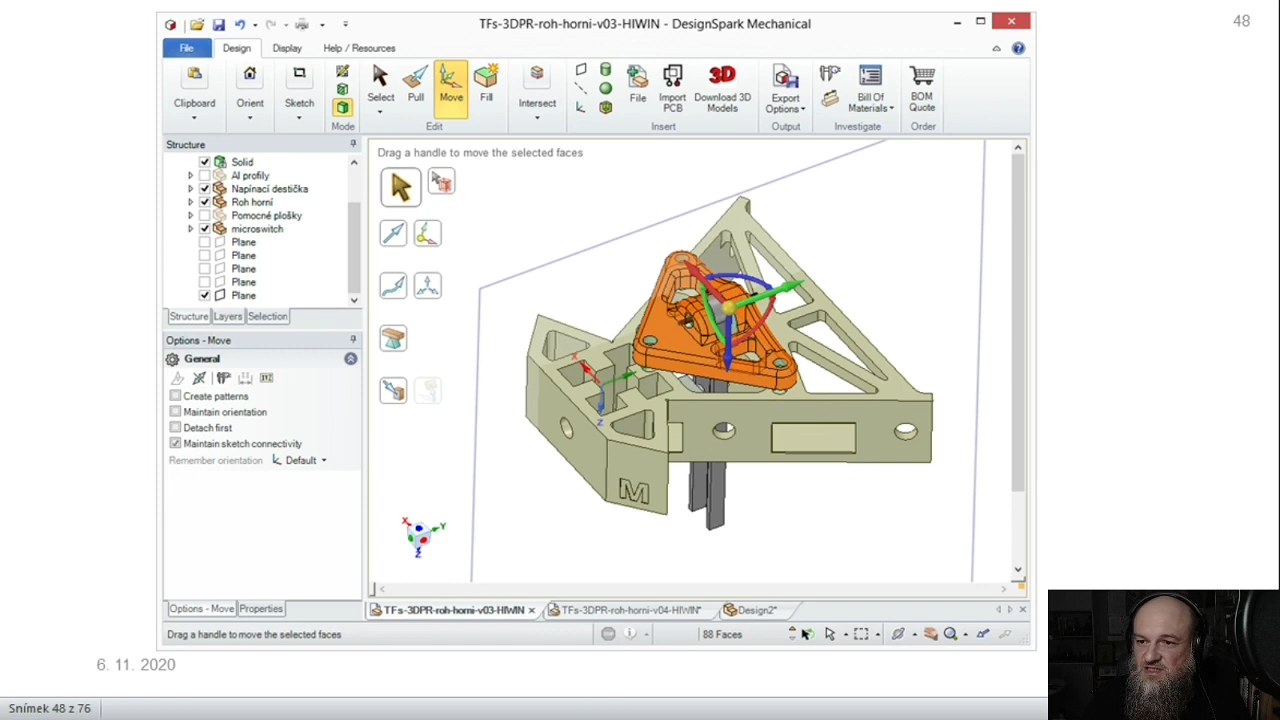 TFs-3DPR-roh-horni-v03-HIWIN - DesignSpark Mechanical
48
File Design Display Help / Resources
Clipboard
Orient
Sketch
Mode
Select
Pull
Move
Fill
Edit
Intersect
File
Import PCB
3D
Download 3D Models
Insert
Export Options
Output
Bill Of Materials
Investigate
BOM Quote
Order
Structure
Solid
Al profily
Napínací destička
Roh horní
Pomocné plošky
microswitch
Plane
Plane
Plane
Plane
Plane
Structure Layers Selection
Options - Move
General
XYZ
Create patterns
Maintain orientation
Detach first
Maintain sketch connectivity
Remember orientation Default
Options - Move Properties
Drag a handle to move the selected faces
X
Z
M
X
Y
Z
TFs-3DPR-roh-horni-v03-HIWIN TFs-3DPR-roh-horni-v04-HIWIN* Design2*
Drag a handle to move the selected faces
88 Faces
6. 11. 2020
Snímek 48 z 76